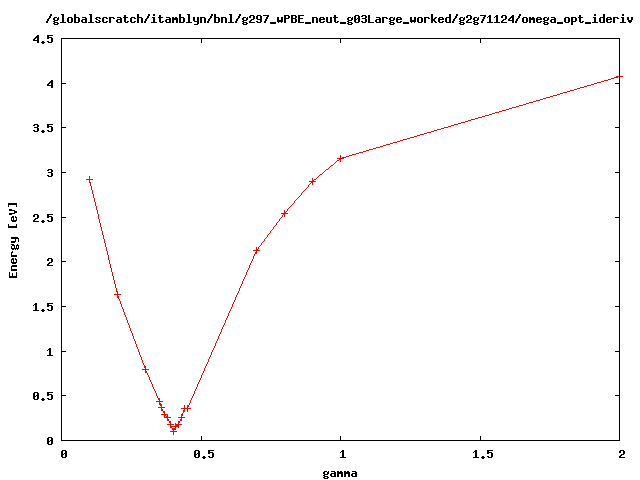 /globalscratch/itamblyn/bnl/g297_wPBE_neut_g03Large_worked/g2g71124/omega_opt_ideriv
4.5
4
3.5
3
2.5
2
1.5
1
0.5
0
Energy [eV]
0 0.5 1 1.5 2
gamma